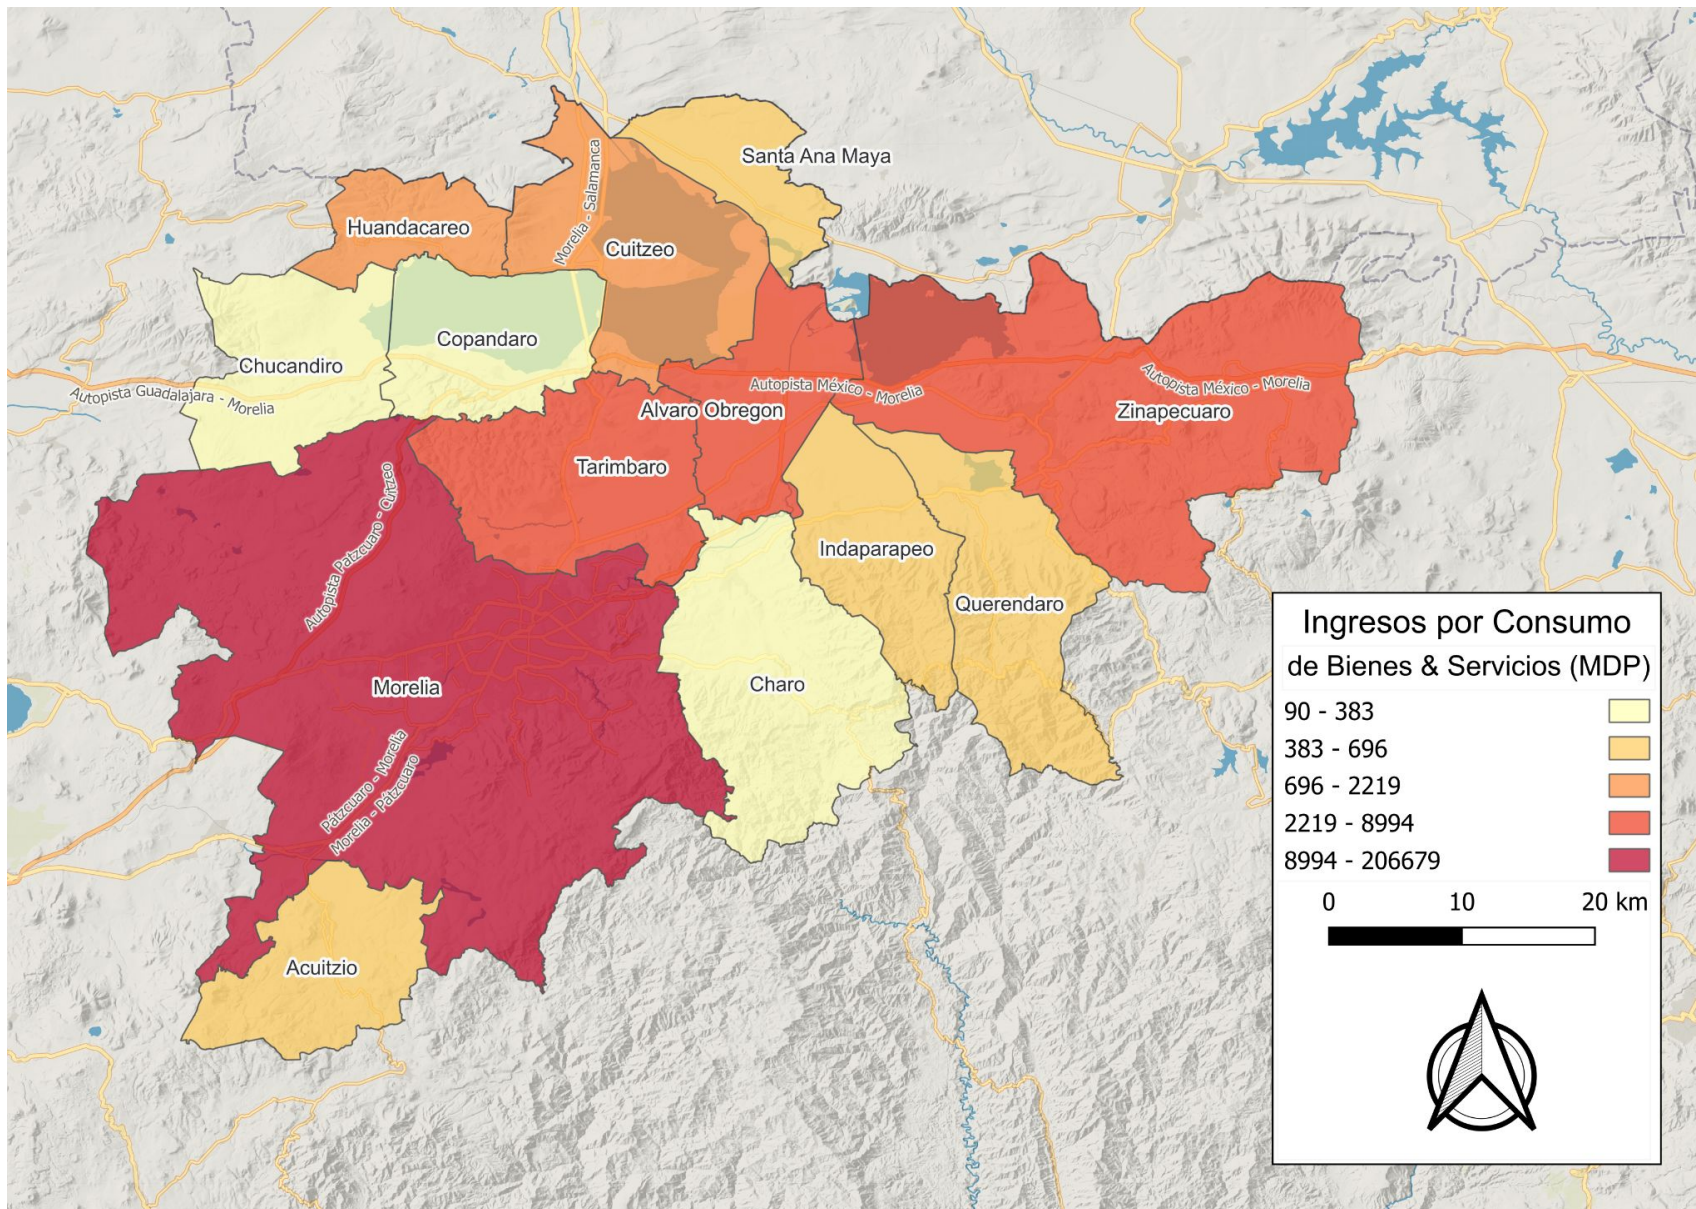 Santa Ana Maya
Morelia - Salamanca
Huandacareo
Cuitzeo
Copandaro
Chucandiro
Autopista Guadalajara - Morelia
Autopista México - Morelia
Autopista México - Morelia
Alvaro Obregon
Zinapecuaro
Tarimbaro
Autopista Patzcuaro - Cuitzeo
Indaparapeo
Querendaro
Morelia
Charo
Pátzcuaro - Morelia
Morelia - Pátzcuaro
Acuitzio
Ingresos por Consumo
de Bienes & Servicios (MDP)
90 - 383
383 - 696
696 - 2219
2219 - 8994
8994 - 206679
0 10 20 km